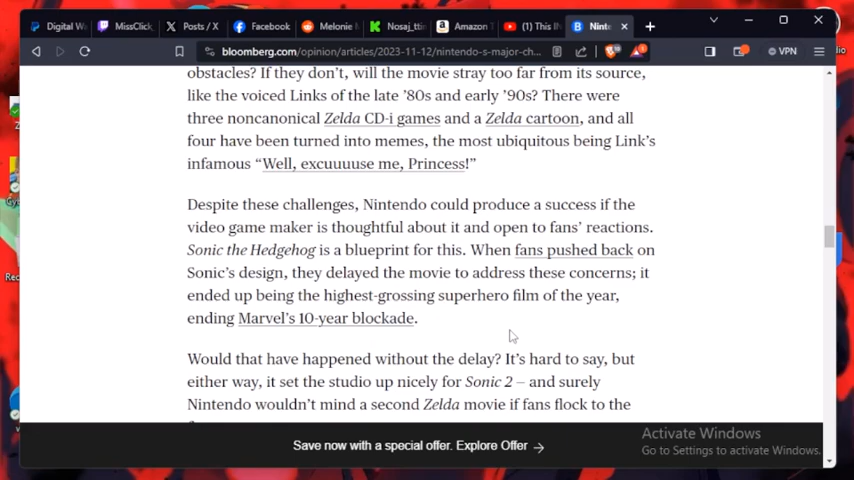 Digital W
MissClick
Posts / X
Facebook
Melonie M
Nosaj_tti
Amazon T
(1) This I
Ninte
bloomberg.com/opinion/articles/2023-11-12/nintendo-s-major-ch...
VPN
obstacles? If they don't, will the movie stray too far from its source,
like the voiced Links of the late '80s and early '90s? There were
three noncanonical Zelda CD-i games and a Zelda cartoon, and all
four have been turned into memes, the most ubiquitous being Link's
infamous “Well, excuuuuse me, Princess!”
Despite these challenges, Nintendo could produce a success if the
video game maker is thoughtful about it and open to fans' reactions.
Sonic the Hedgehog is a blueprint for this. When fans pushed back on
Sonic's design, they delayed the movie to address these concerns; it
ended up being the highest-grossing superhero film of the year,
ending Marvel's 10-year blockade.
Would that have happened without the delay? It's hard to say, but
either way, it set the studio up nicely for Sonic 2 – and surely
Nintendo wouldn't mind a second Zelda movie if fans flock to the
Save now with a special offer. Explore Offer →
Activate Windows
Go to Settings to activate Windows.